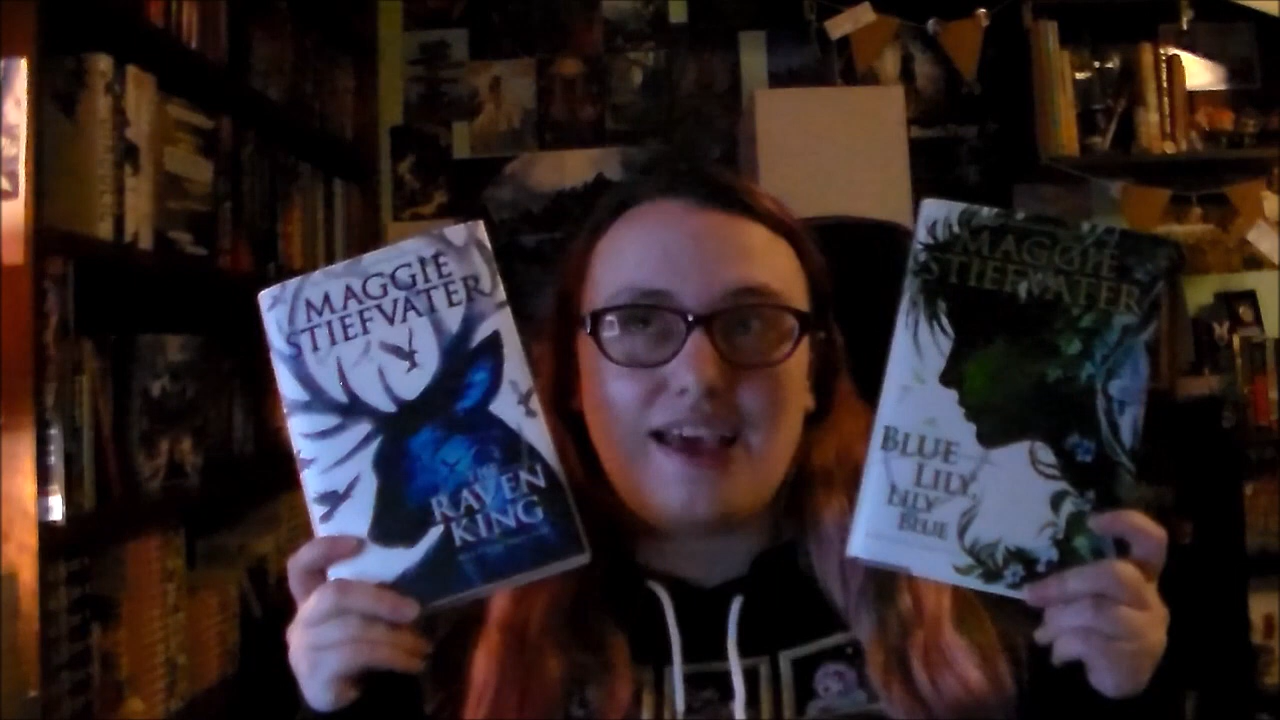 MAGGIE
STIEFVATER
THE
RAVEN
KING
MAGGIE
STIEFVATER
BLUE
LILY,
LILY
BLUE